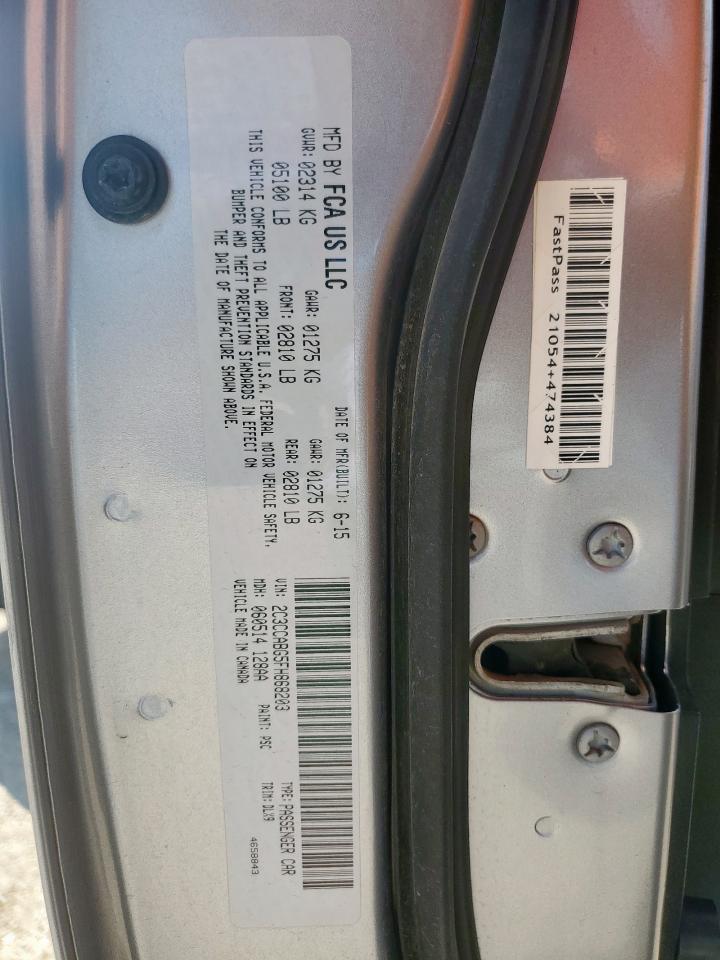 MFD BY FCA US LLC
DATE OF MFR(BUILT): 6-15
GVWR: 02314 KG GAWR: 01275 KG GAWR: 01275 KG
05100 LB FRONT: 02810 LB REAR: 02810 LB
THIS VEHICLE CONFORMS TO ALL APPLICABLE U.S.A. FEDERAL MOTOR VEHICLE SAFETY,
BUMPER AND THEFT PREVENTION STANDARDS IN EFFECT ON
THE DATE OF MANUFACTURE SHOWN ABOVE.
VIN: 2C3CCABG5FH868203 TYPE: PASSENGER CAR
MDH: 060514 128AA PAINT: PSC TRIM: DLX9
VEHICLE MADE IN CANADA
4658843
FastPass 21054+474384